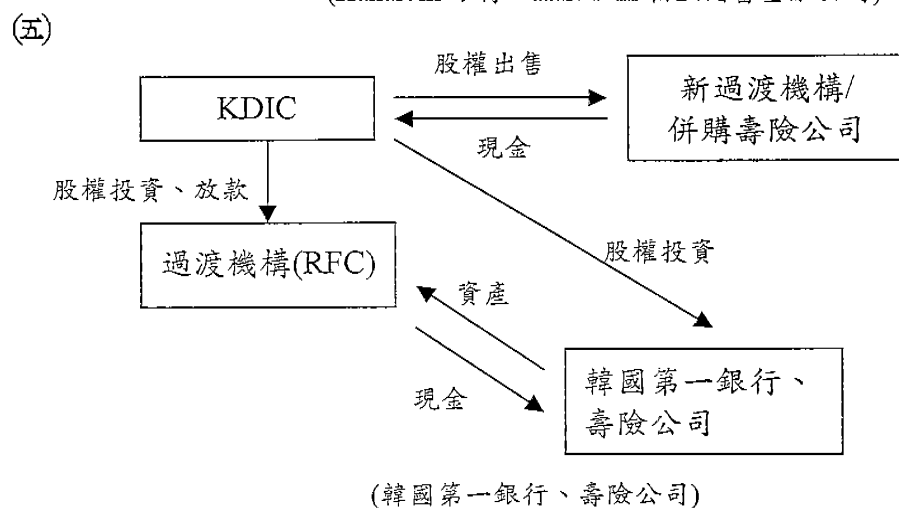 (五)
股權出售
KDIC
新過渡機構/
併購壽險公司
現金
股權投資、放款
過渡機構(RFC)
股權投資
資產
現金
韓國第一銀行、
壽險公司
(韓國第一銀行、壽險公司)